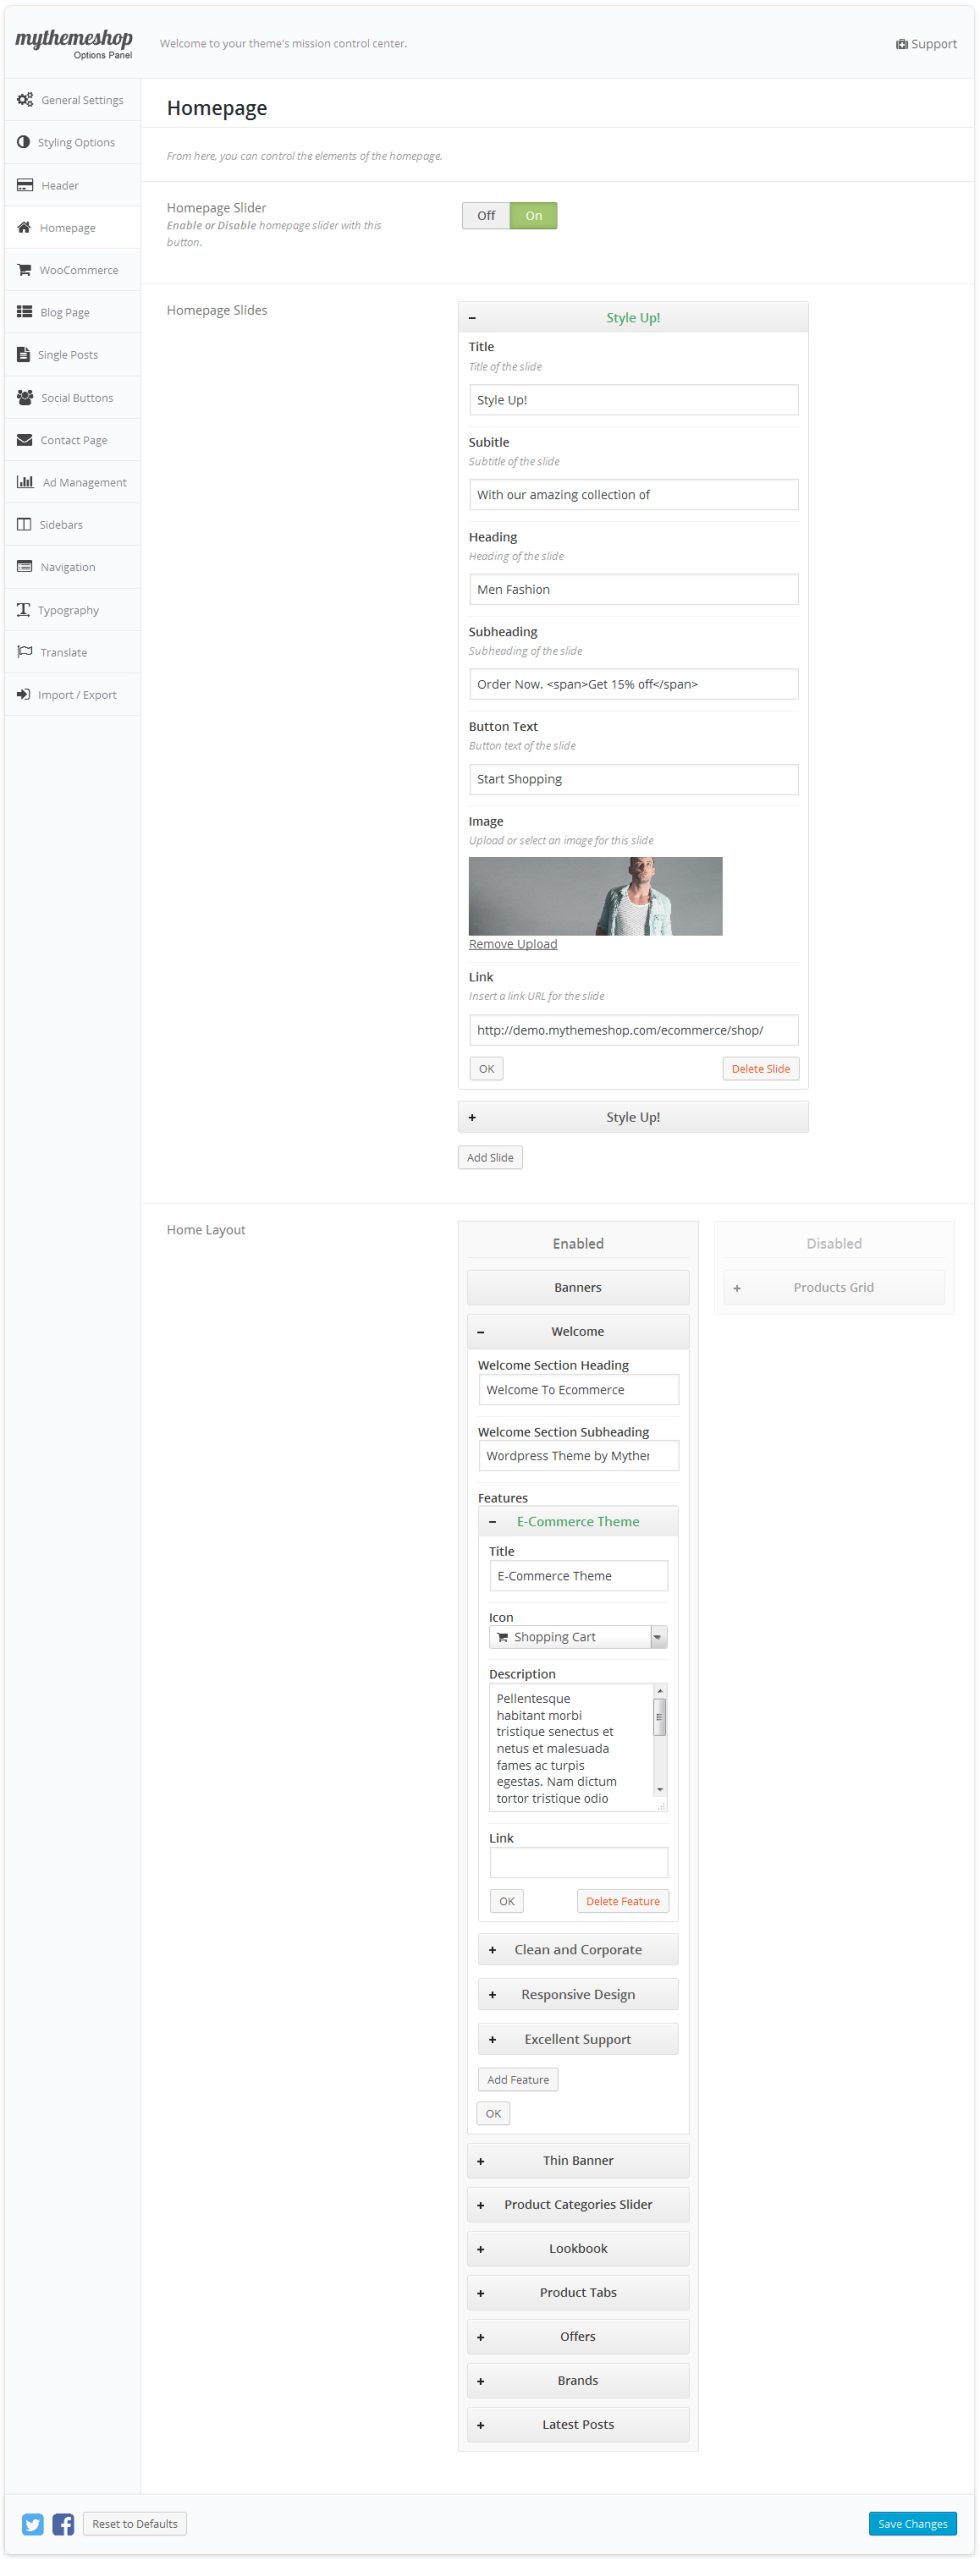 mythemeshop
Options Panel
Welcome to your theme's mission control center.
Support
General Settings
Styling Options
Header
Homepage
WooCommerce
Blog Page
Single Posts
Social Buttons
Contact Page
Ad Management
Sidebars
Navigation
Typography
Translate
Import / Export
Homepage
From here, you can control the elements of the homepage.
Homepage Slider
Enable or Disable homepage slider with this
button.
Off On
Homepage Slides
Style Up!
Title
Title of the slide
Style Up!
Subitle
Subtitle of the slide
With our amazing collection of
Heading
Heading of the slide
Men Fashion
Subheading
Subheading of the slide
Order Now. <span>Get 15% off</span>
Button Text
Button text of the slide
Start Shopping
Image
Upload or select an image for this slide
Remove Upload
Link
Insert a link URL for the slide
http://demo.mythemeshop.com/ecommerce/shop/
OK Delete Slide
Style Up!
Add Slide
Home Layout
Enabled
Banners
Welcome
Welcome Section Heading
Welcome To Ecommerce
Welcome Section Subheading
Wordpress Theme by Mythe
Features
E-Commerce Theme
Title
E-Commerce Theme
Icon
Shopping Cart
Description
Pellentesque
habitant morbi
tristique senectus et
netus et malesuada
fames ac turpis
egestas. Nam dictum
tortor tristique odio
Link
OK Delete Feature
Clean and Corporate
Responsive Design
Excellent Support
Add Feature
OK
Thin Banner
Product Categories Slider
Lookbook
Product Tabs
Offers
Brands
Latest Posts
Disabled
Products Grid
Reset to Defaults
Save Changes